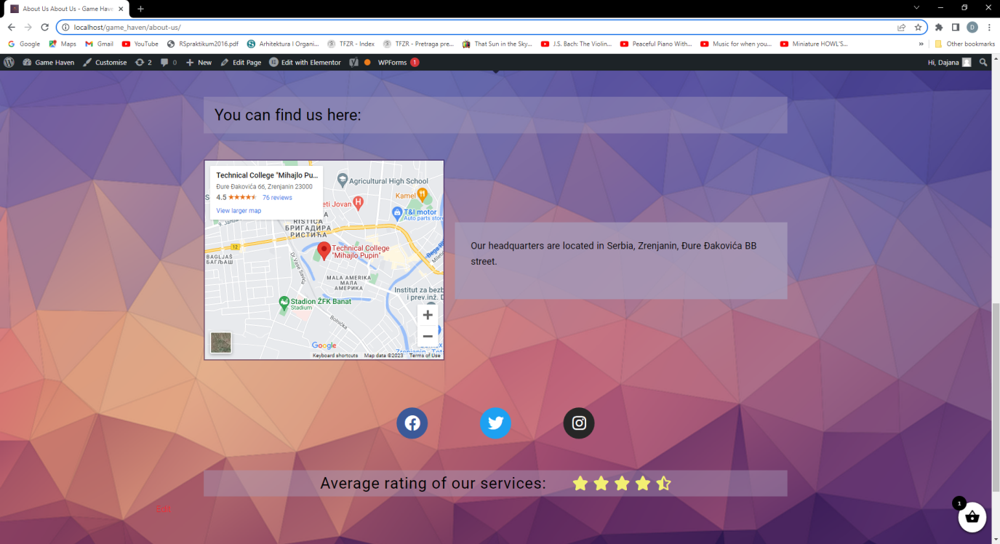 About Us About Us - Game Have
localhost/game_haven/about-us/
D
Google
Maps
Gmail
YouTube
RSpraktikum2016.pdf
Arhitektura I Organi...
TFZR - Index
TFZR - Pretraga pre...
That Sun in the Sky...
J.S. Bach: The Violin...
Peaceful Piano With...
Music for when you...
Miniature HOWL'S...
»
Other bookmarks
Game Haven
Customise
2
0
New
Edit Page
Edit with Elementor
WPForms 1
Hi, Dajana
You can find us here:
Technical College "Mihajlo Pu...
Đure Đakovića 66, Zrenjanin 23000
4.5
76 reviews
View larger map
Agricultural High School
Kamel
eti Jovan
T&I motor
Auto parts store
9. Januar
RISTIĆA
БРИГАДИРА
РИСТИЋА
12
BAGLJAŠ
БАГЉАШ
Technical College
"Mihajlo Pupin"
Dr Vase Savića
MALA AMERIKA
МАЛА
АМЕРИКА
Institut za bezb
i prev.inž. D
Stadion ŽFK Banat
Stadium
Bolnička
Google
Keyboard shortcuts
Map data ©2023
Terms of Use
Our headquarters are located in Serbia, Zrenjanin, Đure Đakovića BB
street.
Average rating of our services:
Edit
1